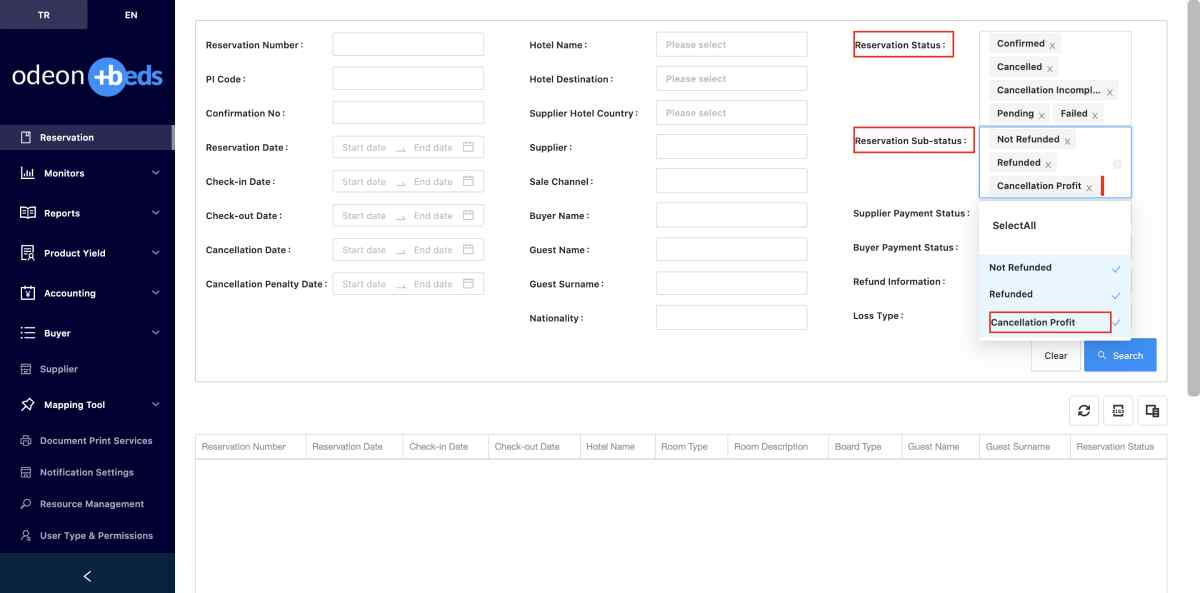 TR
EN
odeon +beds
Reservation
Monitors
Reports
Product Yield
Accounting
Buyer
Supplier
Mapping Tool
Document Print Services
Notification Settings
Resource Management
User Type & Permissions
Reservation Number :
PI Code :
Confirmation No :
Reservation Date : Start date End date
Check-in Date : Start date End date
Check-out Date : Start date End date
Cancellation Date : Start date End date
Cancellation Penalty Date : Start date End date
Hotel Name : Please select
Hotel Destination : Please select
Supplier Hotel Country : Please select
Supplier :
Sale Channel :
Buyer Name :
Guest Name :
Guest Surname :
Nationality :
Reservation Status :
Confirmed x
Cancelled x
Cancellation Incompl... x
Pending x Failed x
Reservation Sub-status :
Not Refunded x
Refunded x
Cancellation Profit x
Supplier Payment Status :
Buyer Payment Status :
Refund Information :
Loss Type :
SelectAll
Not Refunded
Refunded
Cancellation Profit
Clear
Search
Reservation Number Reservation Date Check-in Date Check-out Date Hotel Name Room Type Room Description Board Type Guest Name Guest Surname Reservation Status